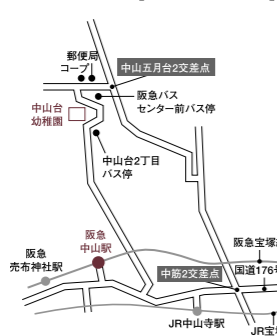 郵便局
コープ
中山五月台2交差点
阪急バス
センター前バス停
中山台
幼稚園
中山台2丁目
バス停
阪急
中山駅
阪急
売布神社駅
阪急宝塚
中筋2交差点
国道176号
JR中山寺駅
JR宝